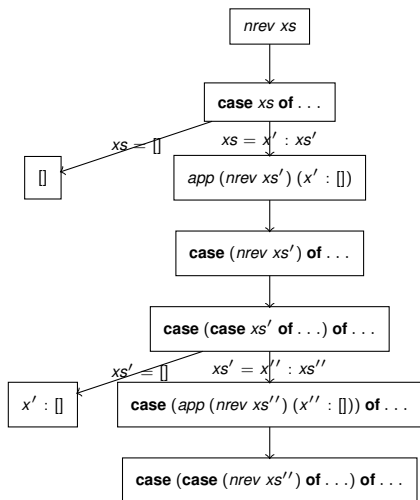 nrev xs
case xs of . . .
xs = [] xs = x′ : xs′
[] app (nrev xs′) (x′ : [])
case (nrev xs′) of . . .
case (case xs′ of . . .) of . . .
xs′ = [] xs′ = x′′ : xs′′
x′ : [] case (app (nrev xs′′) (x′′ : [])) of . . .
case (case (nrev xs′′) of . . .) of . . .